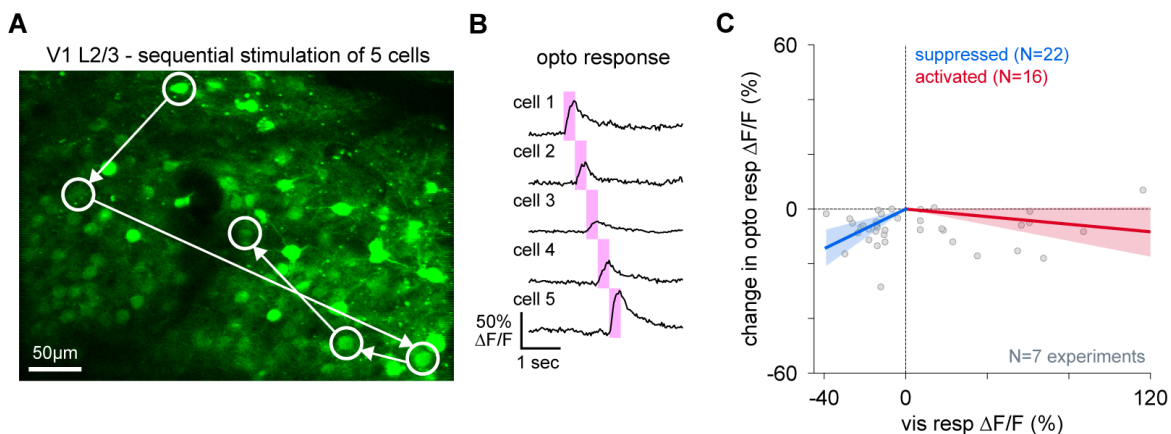 A
V1 L2/3 - sequential stimulation of 5 cells
50μm
B
opto response
cell 1
cell 2
cell 3
cell 4
cell 5
50%
ΔF/F
1 sec
C
change in opto resp ΔF/F (%)
60
0
-60
suppressed (N=22)
activated (N=16)
N=7 experiments
-40
0
120
vis resp ΔF/F (%)